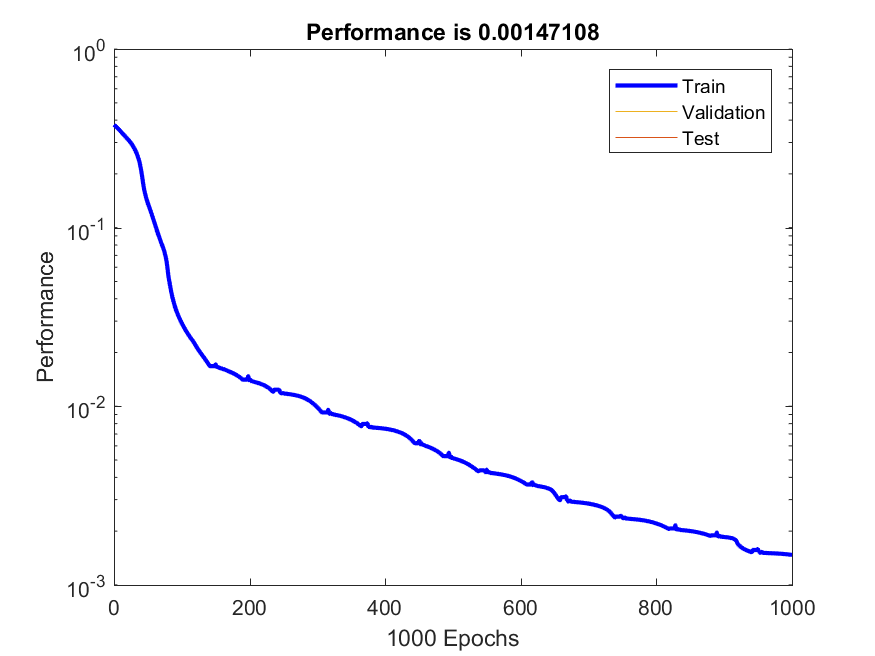 Performance is 0.00147108
Train
Validation
Test
Performance
10^0
10^-1
10^-2
10^-3
0 200 400 600 800 1000
1000 Epochs